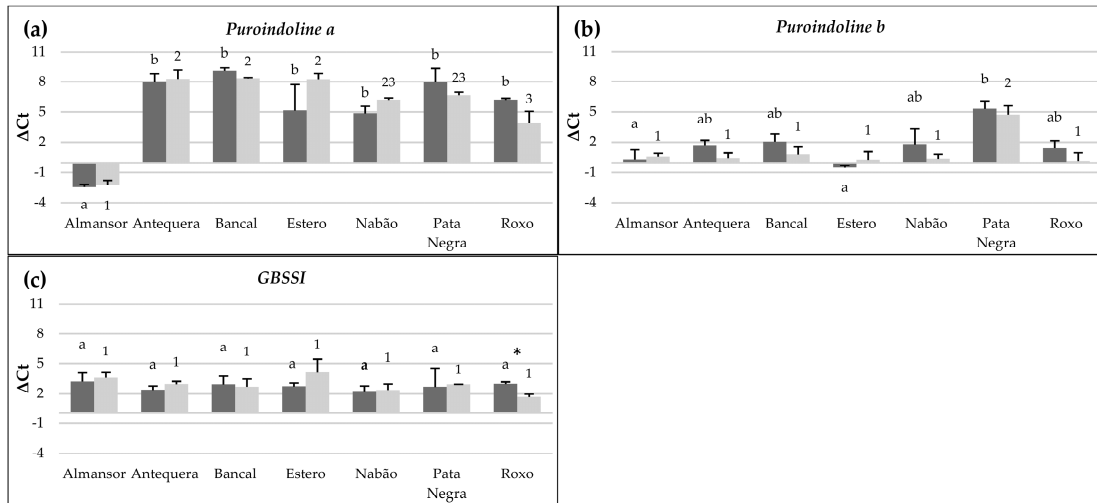 (a)
Puroindoline a
11
8
5
2
-1
-4
ΔCt
a 1
b 2
b 2
b 2
b 23
b 23
b 3
Almansor Antequera Bancal Estero Nabão Pata Negra Roxo
(b)
Puroindoline b
11
8
5
2
-1
-4
ΔCt
a 1
ab 1
ab 1
a 1
ab 1
b 2
ab 1
Almansor Antequera Bancal Estero Nabão Pata Negra Roxo
(c)
GBSSI
11
8
5
2
-1
-4
ΔCt
a 1
a 1
a 1
a 1
a 1
a 1
*
a 1
Almansor Antequera Bancal Estero Nabão Pata Negra Roxo